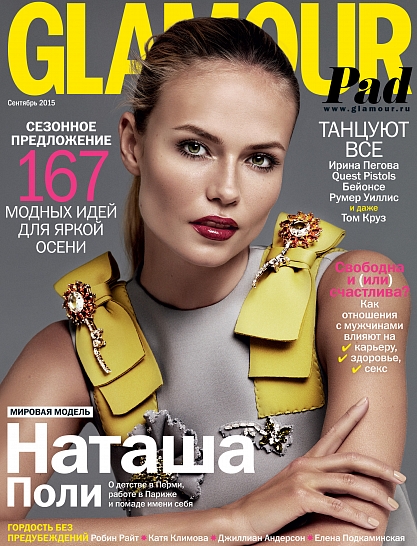 GLAMOUR
Pad
www.glamour.ru
Сентябрь 2015
СЕЗОННОЕ
ПРЕДЛОЖЕНИЕ
167
МОДНЫХ ИДЕЙ
ДЛЯ ЯРКОЙ
ОСЕНИ
ТАНЦУЮТ
ВСЕ
Ирина Пегова
Quest Pistols
Бейонсе
Румер Уиллис
и даже
Том Круз
Свободна
и (или)
счастлива?
Как
отношения
с мужчинами
влияют на
✔ карьеру,
✔ здоровье,
✔ секс
МИРОВАЯ МОДЕЛЬ
Наташа
Поли
О детстве в Перми,
работе в Париже
и помаде имени себя
ГОРДОСТЬ БЕЗ
ПРЕДУБЕЖДЕНИЙ Робин Райт • Катя Климова • Джиллиан Андерсон • Елена Подкаминская